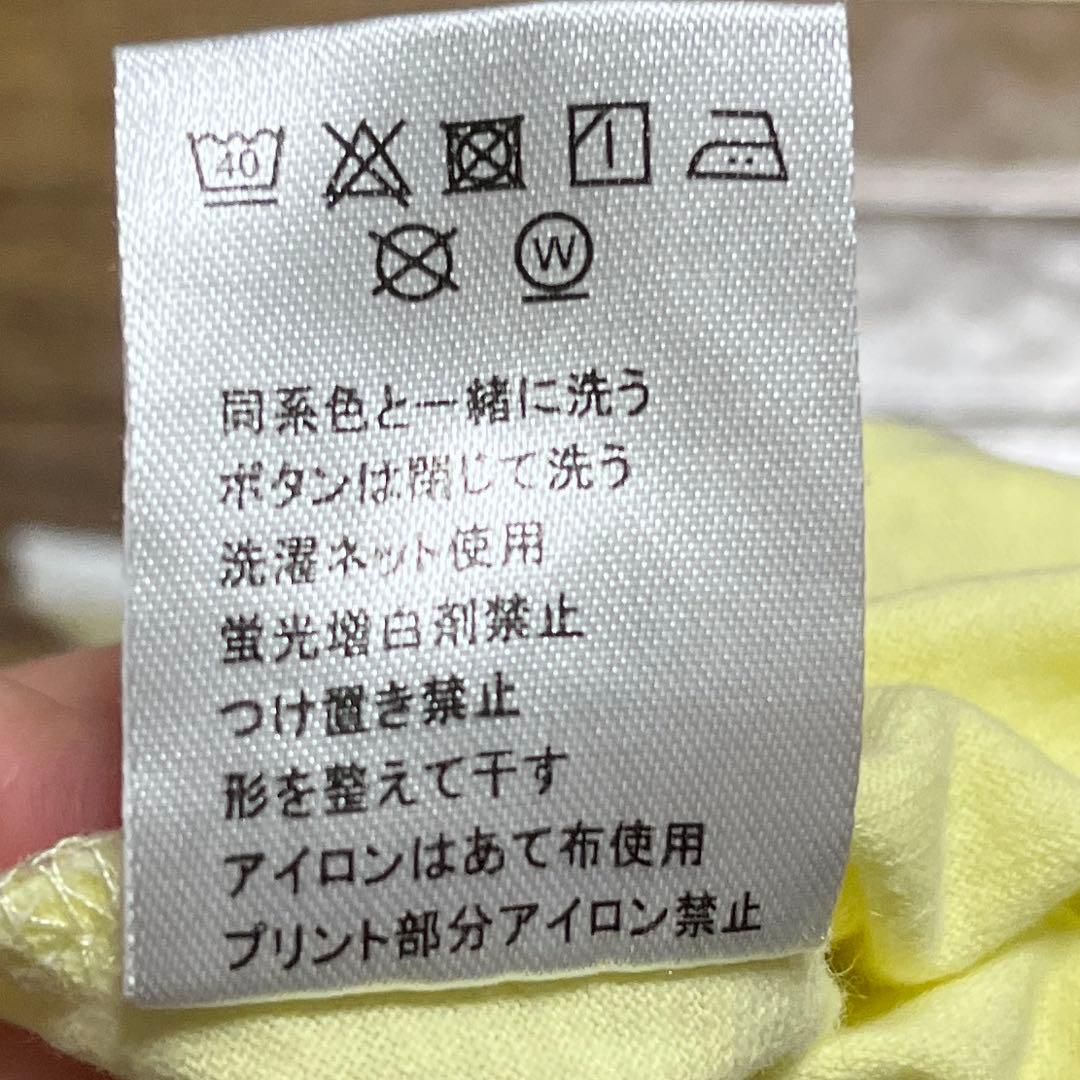 40
W
同系色と一緒に洗う
ボタンは閉じて洗う
洗濯ネット使用
蛍光増白剤禁止
つけ置き禁止
形を整えて干す
アイロンはあて布使用
プリント部分アイロン禁止